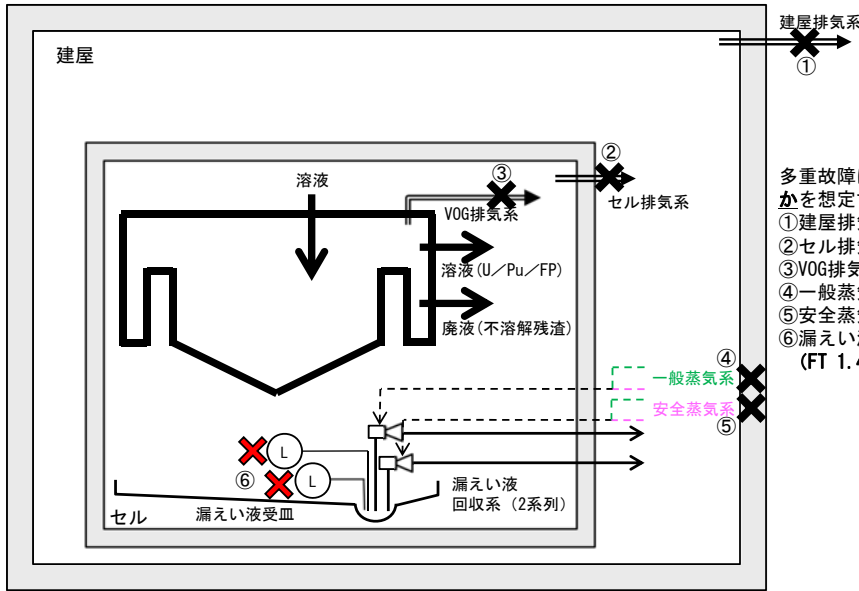 建屋排気系
①
建屋
②
セル排気系
③
VOG排気系
溶液
溶液(U／Pu／FP)
廃液(不溶解残渣)
多重故障
かを想定
①建屋排気
②セル排気
③VOG排気
④一般蒸気
⑤安全蒸気
⑥漏えい液
(FT 1.4
④
一般蒸気系
安全蒸気系
⑤
L
⑥
L
漏えい液
回収系（2系列）
漏えい液受皿
セル